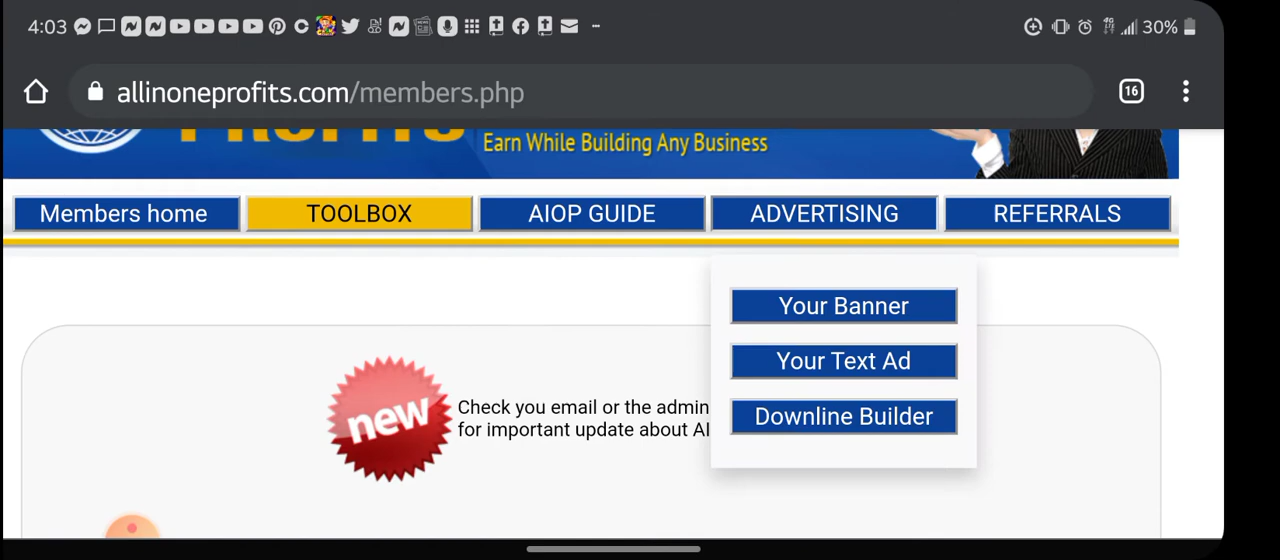 4:03
30%
allinoneprofits.com/members.php
16
PROFITS
Earn While Building Any Business
Members home TOOLBOX AIOP GUIDE ADVERTISING REFERRALS
Your Banner
Your Text Ad
Downline Builder
new
Check you email or the admin
for important update about AI